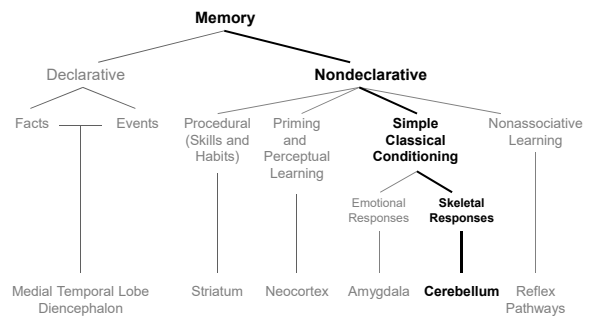 Memory
Declarative
Nondeclarative
Facts
Events
Procedural
(Skills and
Habits)
Priming
and
Perceptual
Learning
Simple
Classical
Conditioning
Nonassociative
Learning
Emotional
Responses
Skeletal
Responses
Medial Temporal Lobe
Diencephalon
Striatum
Neocortex
Amygdala
Cerebellum
Reflex
Pathways